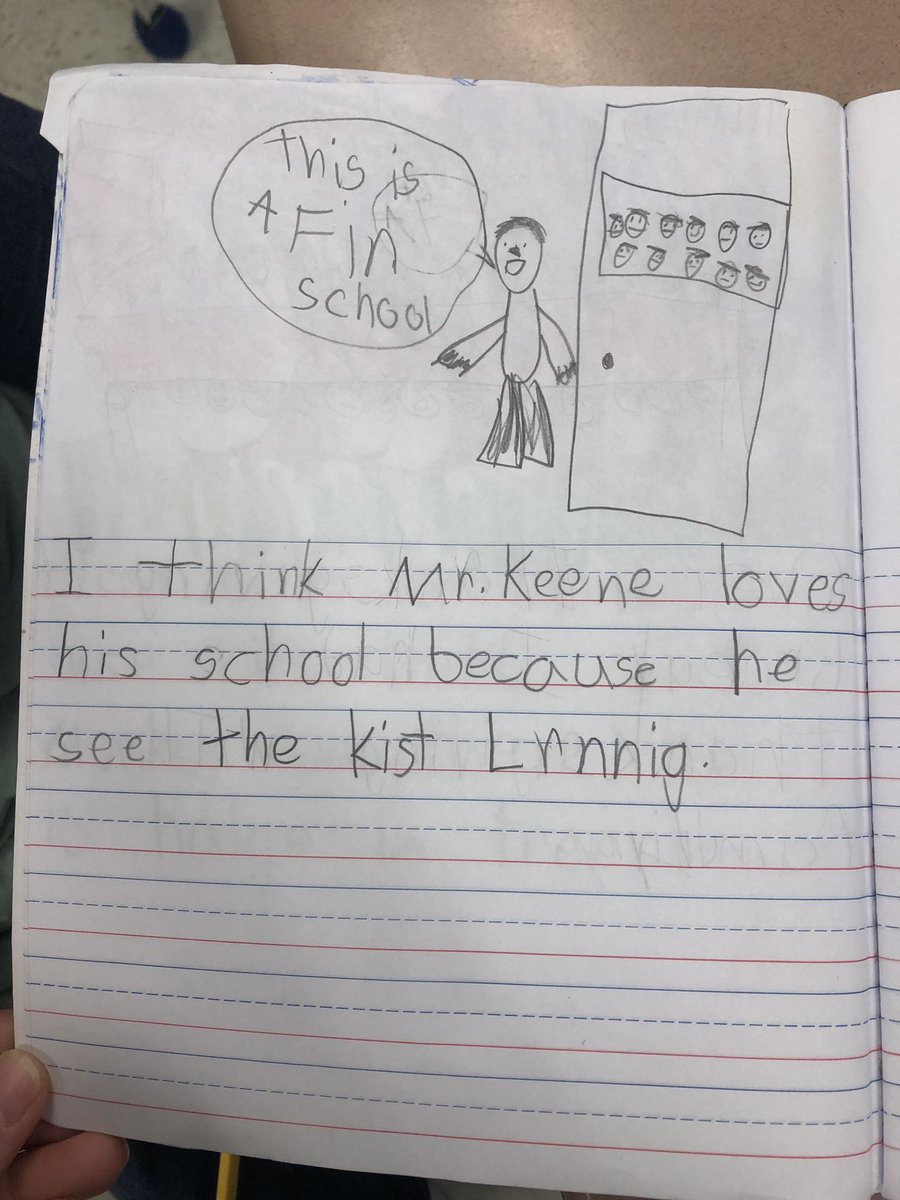 This is
A Fin
school
I think Mr. Keene loves
his school because he
see the kist Lrnnig.